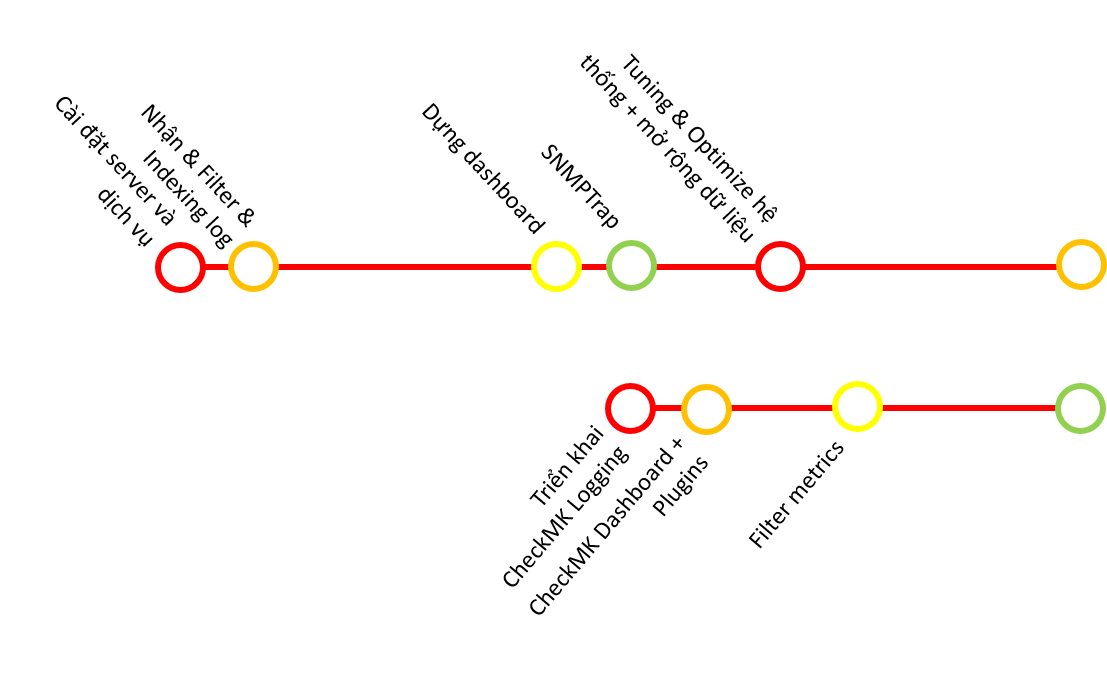 Cài đặt server và
dịch vụ
Nhận & Filter &
Indexing log
Dựng dashboard
SNMPTrap
Tuning & Optimize hệ
thống + mở rộng dữ liệu
Triển khai
CheckMK Logging
CheckMK Dashboard +
Plugins
Filter metrics